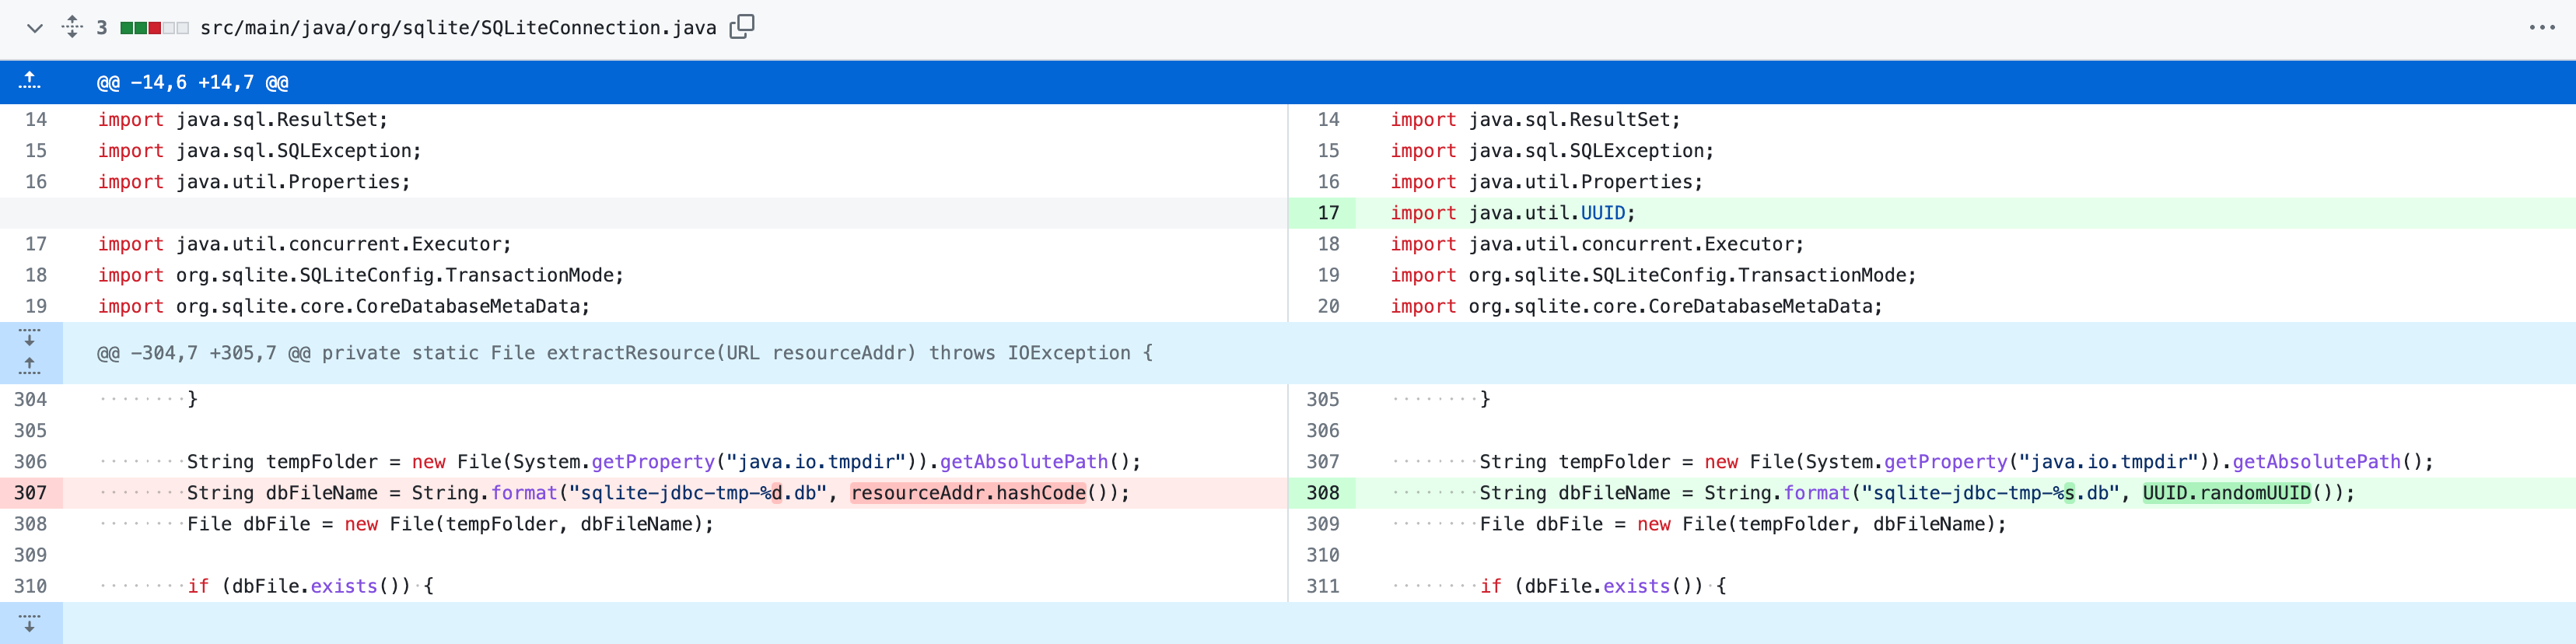 3 src/main/java/org/sqlite/SQLiteConnection.java
@@ -14,6 +14,7 @@
14 import java.sql.ResultSet; 14 import java.sql.ResultSet;
15 import java.sql.SQLException; 15 import java.sql.SQLException;
16 import java.util.Properties; 16 import java.util.Properties;
17 import java.util.UUID;
17 import java.util.concurrent.Executor; 18 import java.util.concurrent.Executor;
18 import org.sqlite.SQLiteConfig.TransactionMode; 19 import org.sqlite.SQLiteConfig.TransactionMode;
19 import org.sqlite.core.CoreDatabaseMetaData; 20 import org.sqlite.core.CoreDatabaseMetaData;
@@ -304,7 +305,7 @@ private static File extractResource(URL resourceAddr) throws IOException {
304 } 305 }
305 306
306 String tempFolder = new File(System.getProperty("java.io.tmpdir")).getAbsolutePath(); 307 String tempFolder = new File(System.getProperty("java.io.tmpdir")).getAbsolutePath();
307 String dbFileName = String.format("sqlite-jdbc-tmp-%d.db", resourceAddr.hashCode()); 308 String dbFileName = String.format("sqlite-jdbc-tmp-%s.db", UUID.randomUUID());
308 File dbFile = new File(tempFolder, dbFileName); 309 File dbFile = new File(tempFolder, dbFileName);
309 310
310 if (dbFile.exists()) { 311 if (dbFile.exists()) {